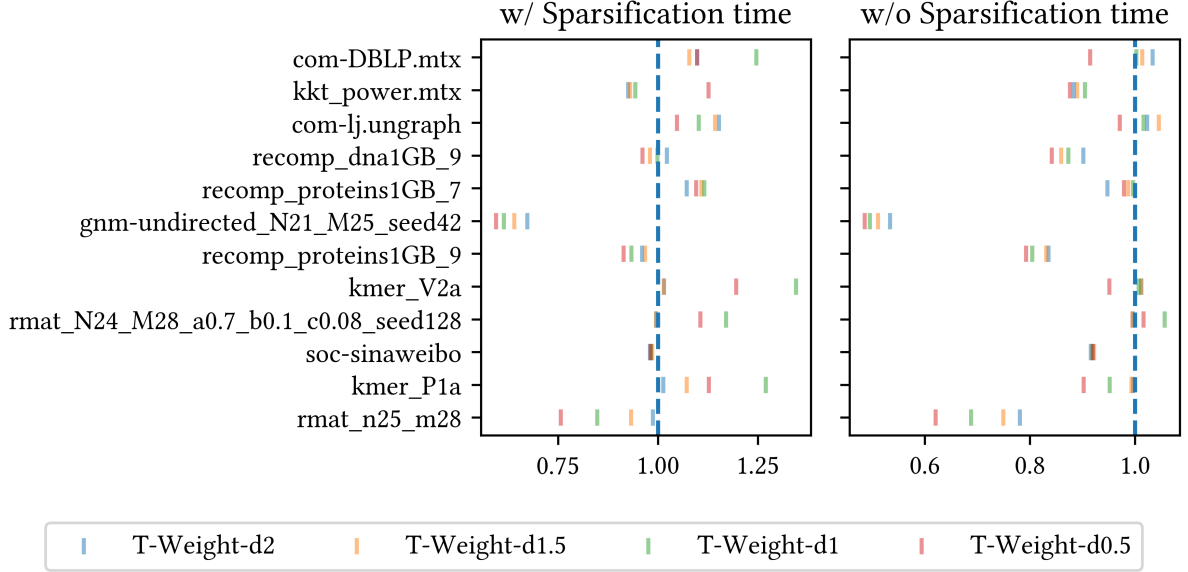 w/ Sparsification time
w/o Sparsification time
com-DBLP.mtx
kkt_power.mtx
com-lj.ungraph
recomp_dna1GB_9
recomp_proteins1GB_7
gnm-undirected_N21_M25_seed42
recomp_proteins1GB_9
kmer_V2a
rmat_N24_M28_a0.7_b0.1_c0.08_seed128
soc-sinaweibo
kmer_P1a
rmat_n25_m28
0.75 1.00 1.25
0.6 0.8 1.0
T-Weight-d2 T-Weight-d1.5 T-Weight-d1 T-Weight-d0.5